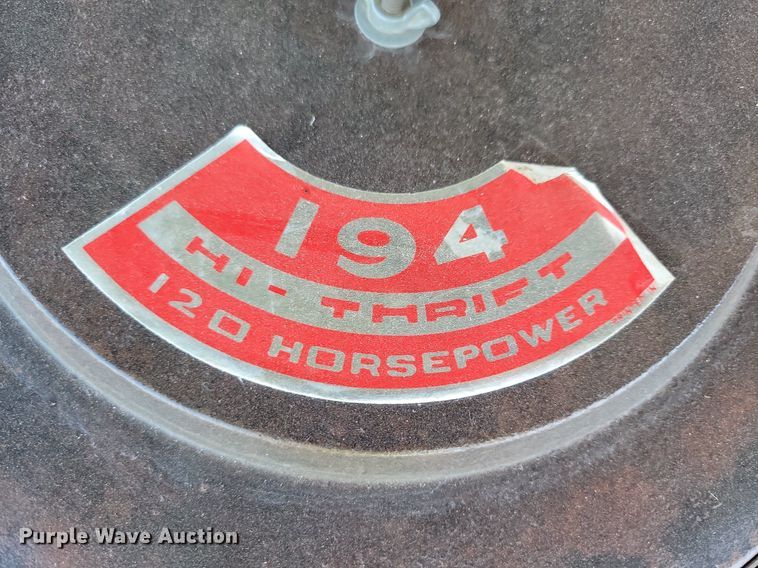 194
HI-THRIFT
120 HORSEPOWER
Purple Wave Auction